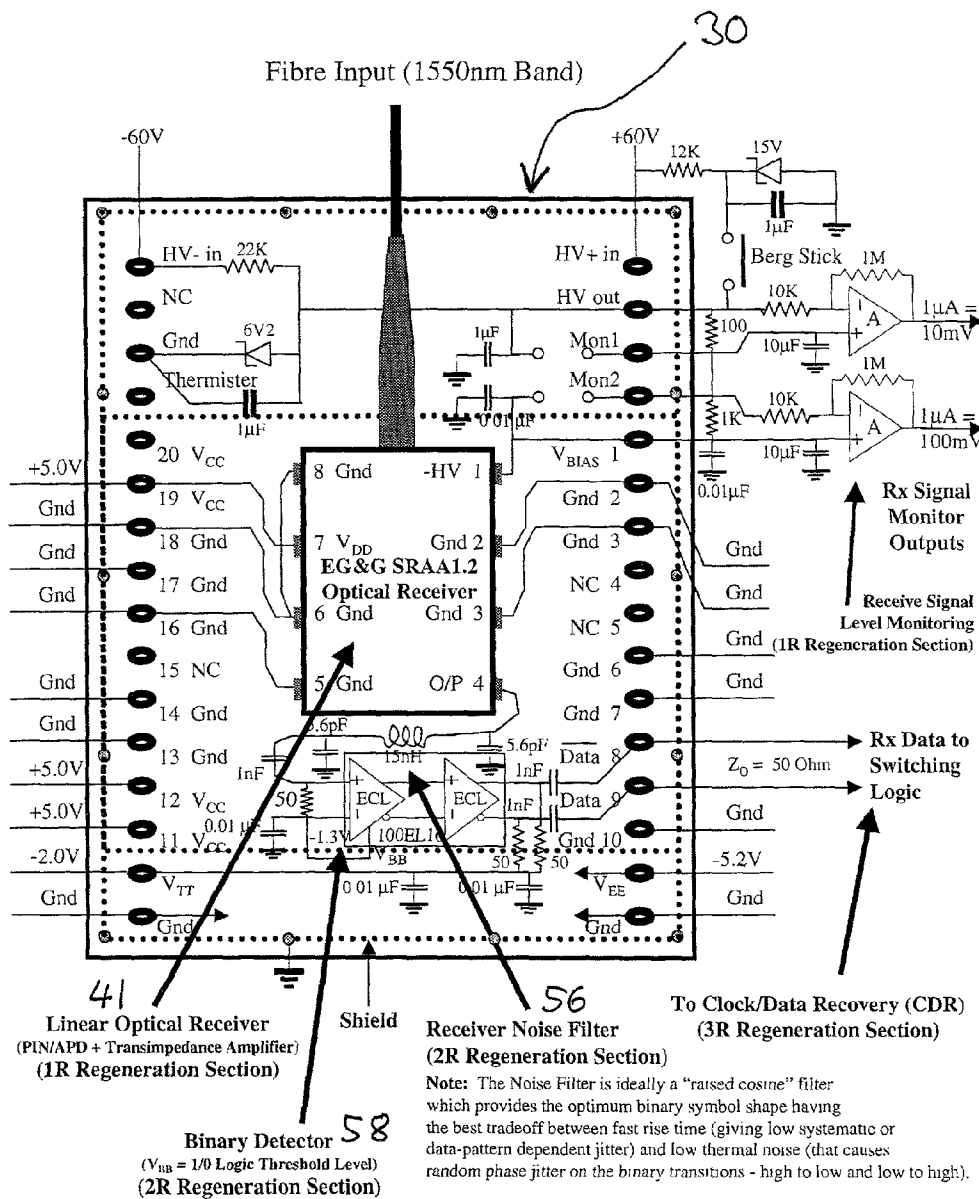 30
Fibre Input (1550nm Band)
-60V
+60V
12K
15V
1µF
HV- in
22K
HV+ in
Berg Stick
1M
NC
HV out
10K
1µA =
10mV
A
Gnd
6V2
1µF
Mon1
100
10µF
Thermister
Mon2
1M
1µF
0.01µF
10K
1K
A
1µA =
100mV
10µF
0.01µF
20 VCC
8 Gnd
-HV 1
VBIAS 1
+5.0V
19 VCC
Gnd 2
Rx Signal
Monitor
Outputs
Gnd
18 Gnd
7 VDD
Gnd 2
Gnd 3
Gnd
EG&G SRAA1.2
Optical Receiver
Gnd
17 Gnd
NC 4
Gnd
6 Gnd
Gnd 3
Receive Signal
Level Monitoring
(1R Regeneration Section)
Gnd
16 Gnd
NC 5
15 NC
Gnd 6
Gnd
5 Gnd
O/P 4
Gnd
14 Gnd
Gnd 7
Gnd
5.6pF
15nH
5.6pF
Gnd
13 Gnd
1nF
1nF
Data 8
Rx Data to
Switching
Logic
Z0 = 50 Ohm
+5.0V
12 VCC
50
ECL
ECL
1nF
Data 9
+5.0V
0.01 µF
-1.3V
100EL16
Gnd 10
Gnd
11 VCC
VBB
50
50
-2.0V
VTT
0.01 µF
0.01 µF
VEE
-5.2V
Gnd
Gnd
Gnd
Gnd
41
Linear Optical Receiver
(PIN/APD + Transimpedance Amplifier)
(1R Regeneration Section)
Shield
56
Receiver Noise Filter
(2R Regeneration Section)
To Clock/Data Recovery (CDR)
(3R Regeneration Section)
Note: The Noise Filter is ideally a "raised cosine" filter
which provides the optimum binary symbol shape having
the best tradeoff between fast rise time (giving low systematic or
data-pattern dependent jitter) and low thermal noise (that causes
random phase jitter on the binary transitions - high to low and low to high).
58
Binary Detector
(VBB = 1/0 Logic Threshold Level)
(2R Regeneration Section)